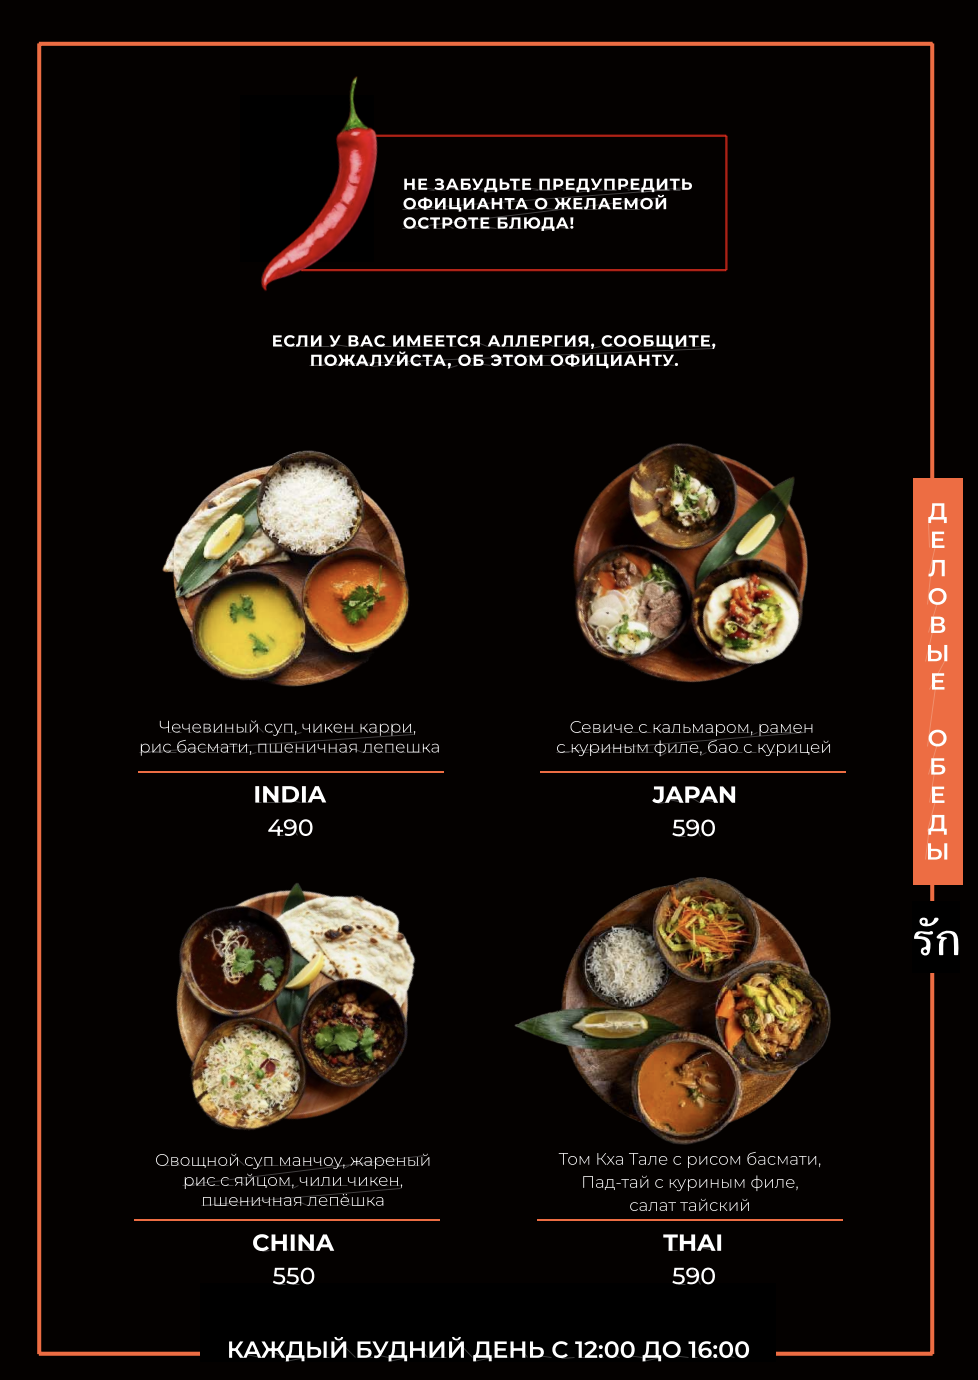 НЕ ЗАБУДЬТЕ ПРЕДУПРЕДИТЬ
ОФИЦИАНТА О ЖЕЛАЕМОЙ
ОСТРОТЕ БЛЮДА!
ЕСЛИ У ВАС ИМЕЕТСЯ АЛЛЕРГИЯ, СООБЩИТЕ,
ПОЖАЛУЙСТА, ОБ ЭТОМ ОФИЦИАНТУ.
Чечевиный суп, чикен карри,
рис басмати, пшеничная лепешка
INDIA
490
Севиче с кальмаром, рамен
с куриным филе, бао с курицей
JAPAN
590
Овощной суп манчоу, жареный
рис с яйцом, чили чикен,
пшеничная лепёшка
CHINA
550
Том Кха Тале с рисом басмати,
Пад-тай с куриным филе,
салат тайский
THAI
590
ДЕЛОВЫЕ ОБЕДЫ
รัก
КАЖДЫЙ БУДНИЙ ДЕНЬ С 12:00 ДО 16:00